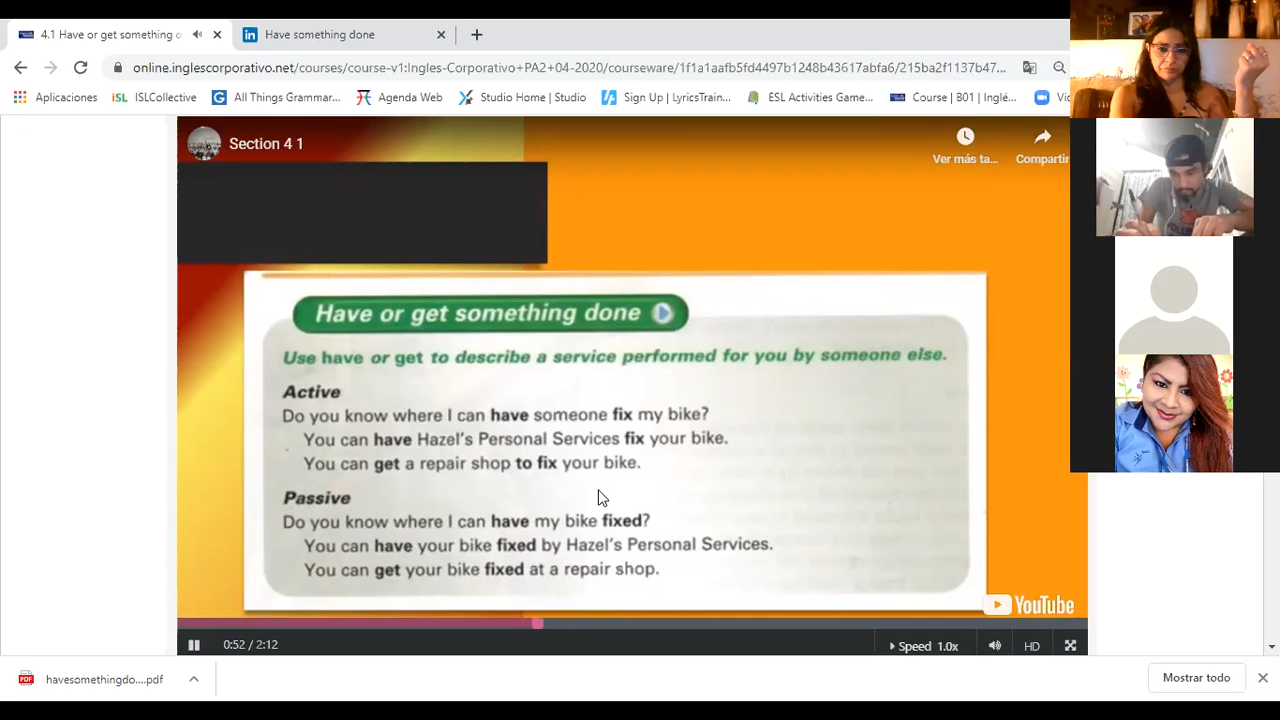 4.1 Have or get something o
Have something done
online.inglescorporativo.net/courses/course-v1:Ingles-Corporativo+PA2+04-2020/courseware/1f1a1aafb5fd4497b1248b43617abfa6/215ba2f1137b47...
Aplicaciones
iSL ISLCollective
All Things Grammar...
Agenda Web
Studio Home | Studio
Sign Up | LyricsTrain...
ESL Activities Game...
Course | B01 | Inglé...
Section 4 1
Ver más ta...
Compartir
Have or get something done
Use have or get to describe a service performed for you by someone else.
Active
Do you know where I can have someone fix my bike?
You can have Hazel's Personal Services fix your bike.
You can get a repair shop to fix your bike.
Passive
Do you know where I can have my bike fixed?
You can have your bike fixed by Hazel's Personal Services.
You can get your bike fixed at a repair shop.
YouTube
0:52 / 2:12
Speed 1.0x
HD
PDF
havesomethingdo....pdf
Mostrar todo